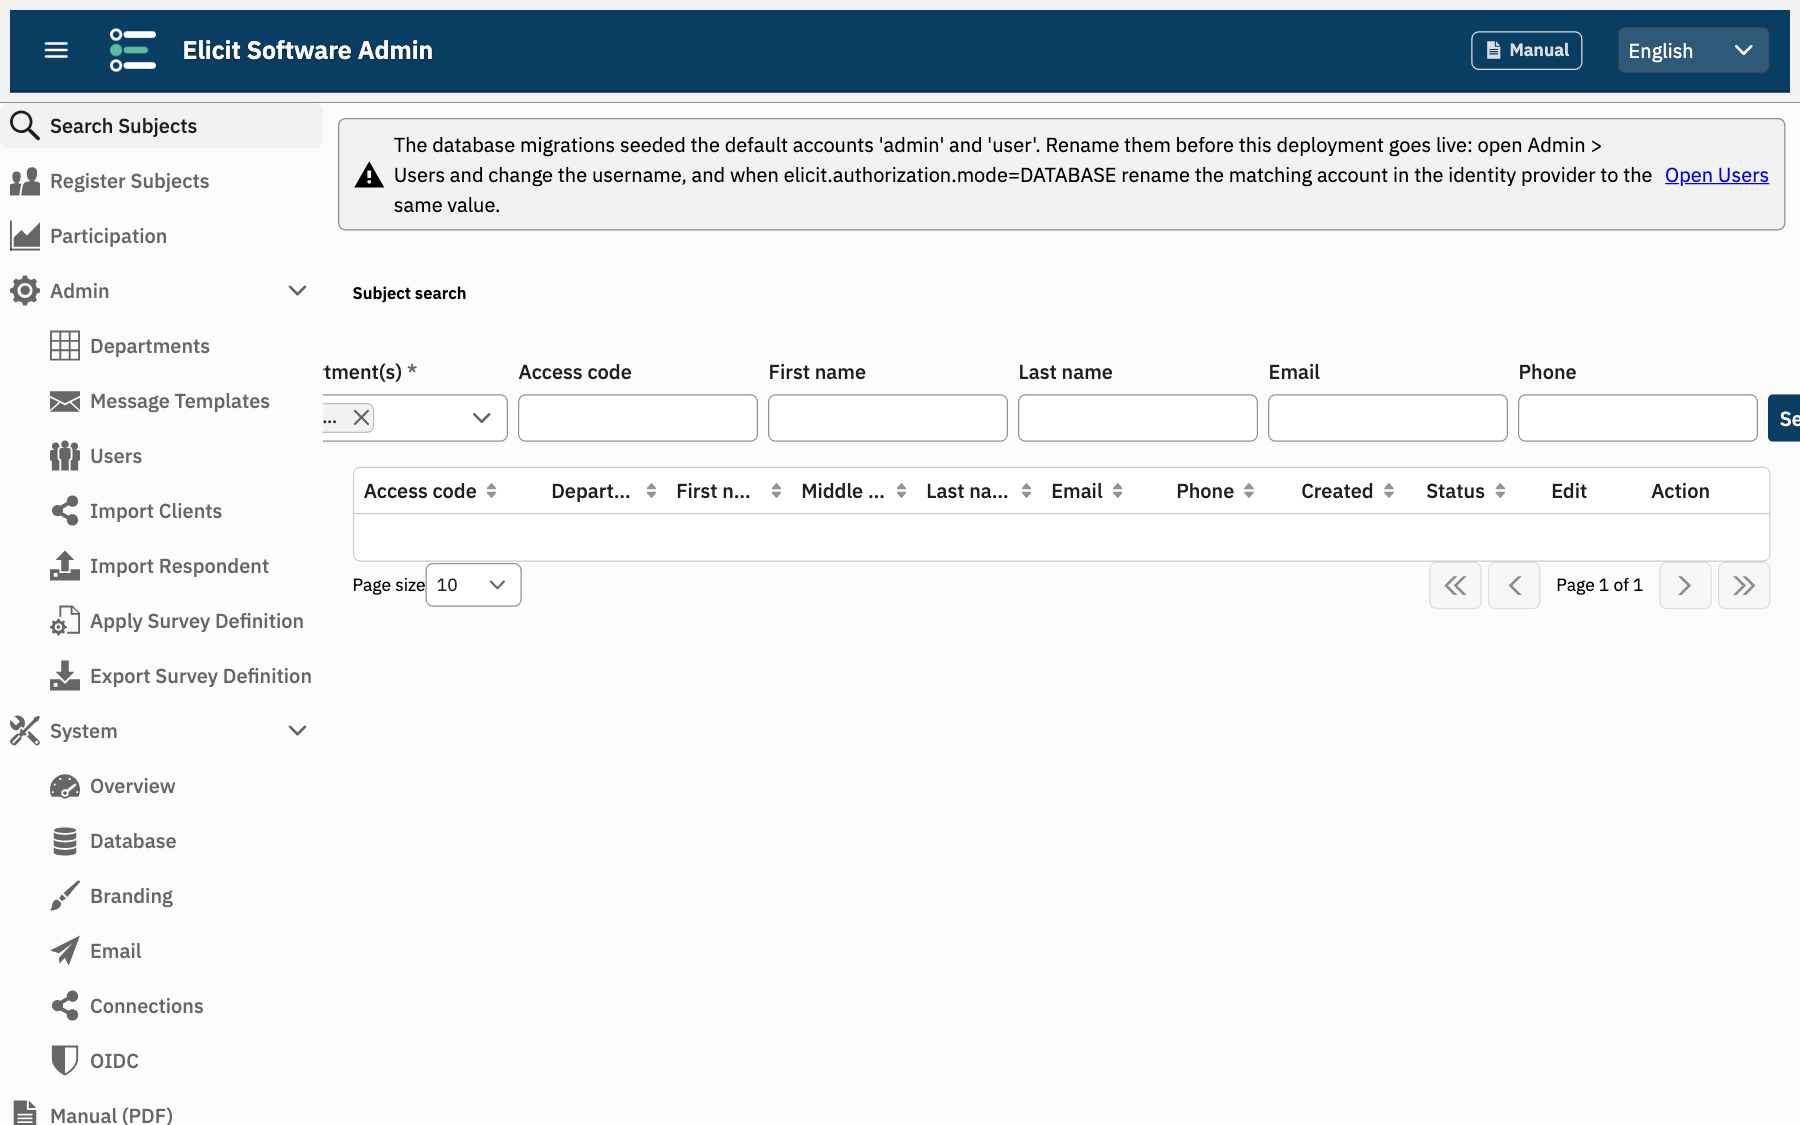 Elicit Software Admin
Manual
English
Search Subjects
Register Subjects
Participation
Admin
Departments
Message Templates
Users
Import Clients
Import Respondent
Apply Survey Definition
Export Survey Definition
System
Overview
Database
Branding
Email
Connections
OIDC
Manual (PDF)
The database migrations seeded the default accounts 'admin' and 'user'. Rename them before this deployment goes live: open Admin >
Users and change the username, and when elicit.authorization.mode=DATABASE rename the matching account in the identity provider to the
same value.
Open Users
Subject search
tment(s) * Access code First name Last name Email Phone
...
Se
Access code Depart... First n... Middle ... Last na... Email Phone Created Status Edit Action
Page size 10 Page 1 of 1